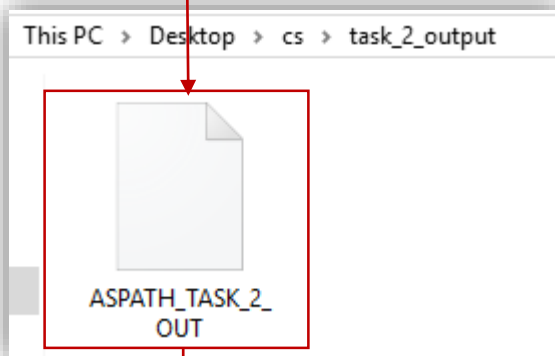 This PC > Desktop > cs > task_2_output
ASPATH_TASK_2_
OUT